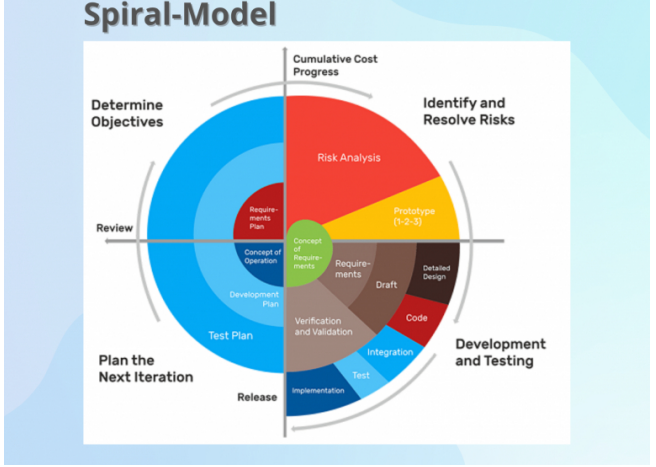 Spiral-Model
Cumulative Cost
Progress
Determine
Objectives
Identify and
Resolve Risks
Risk Analysis
Prototype
(1-2-3)
Require-
ments
Plan
Review
Concept
of
Require-
ments
Concept of
Operation
Require-
ments
Detailed
Design
Draft
Development
Plan
Code
Verification
and Validation
Test Plan
Integration
Development
and Testing
Plan the
Next Iteration
Test
Implementation
Release